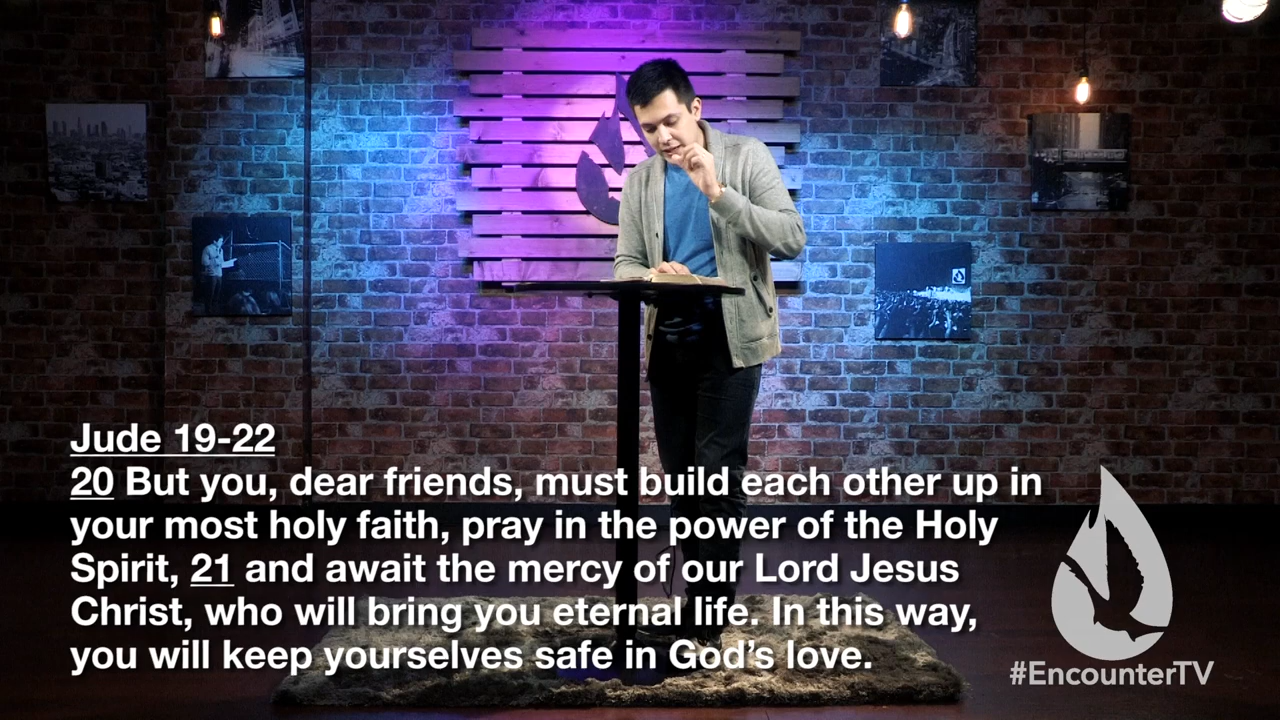 Jude 19-22
20 But you, dear friends, must build each other up in
your most holy faith, pray in the power of the Holy
Spirit, 21 and await the mercy of our Lord Jesus
Christ, who will bring you eternal life. In this way,
you will keep yourselves safe in God's love.
#EncounterTV